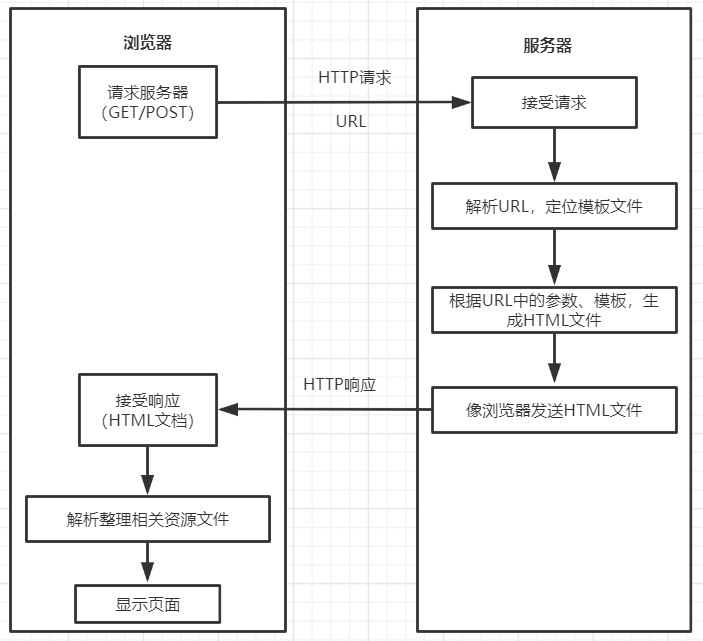 浏览器
请求服务器
（GET/POST）
HTTP请求
URL
服务器
接受请求
解析URL，定位模板文件
根据URL中的参数、模板，生
成HTML文件
像浏览器发送HTML文件
HTTP响应
接受响应
（HTML文档）
解析整理相关资源文件
显示页面